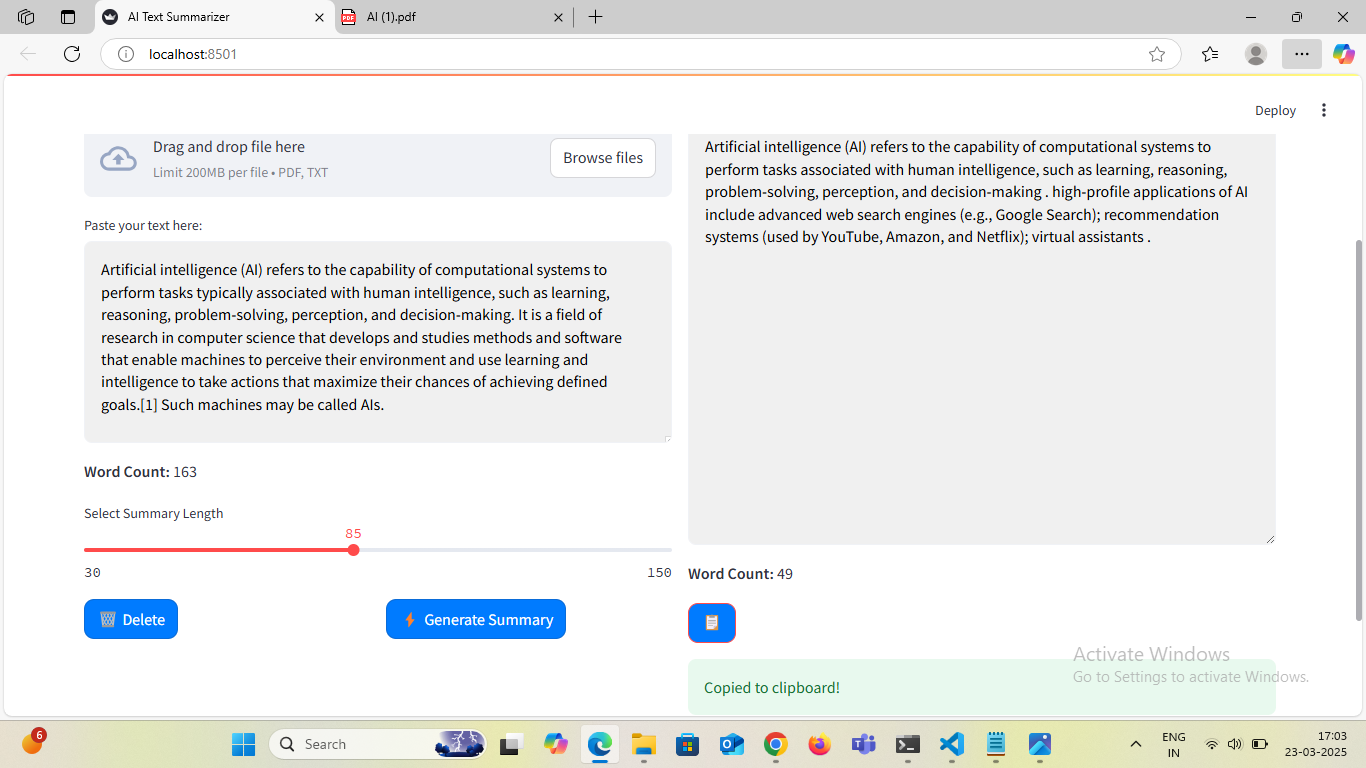 AI Text Summarizer
PDF
AI (1).pdf
localhost:8501
Deploy
Drag and drop file here
Limit 200MB per file • PDF, TXT
Browse files
Paste your text here:
Artificial intelligence (AI) refers to the capability of computational systems to
perform tasks typically associated with human intelligence, such as learning,
reasoning, problem-solving, perception, and decision-making. It is a field of
research in computer science that develops and studies methods and software
that enable machines to perceive their environment and use learning and
intelligence to take actions that maximize their chances of achieving defined
goals.[1] Such machines may be called AIs.
Word Count: 163
Select Summary Length
85
30
150
Delete
Generate Summary
Artificial intelligence (AI) refers to the capability of computational systems to
perform tasks associated with human intelligence, such as learning, reasoning,
problem-solving, perception, and decision-making . high-profile applications of AI
include advanced web search engines (e.g., Google Search); recommendation
systems (used by YouTube, Amazon, and Netflix); virtual assistants .
Word Count: 49
Copied to clipboard!
Activate Windows
Go to Settings to activate Windows.
6
Search
ENG
IN
17:03
23-03-2025